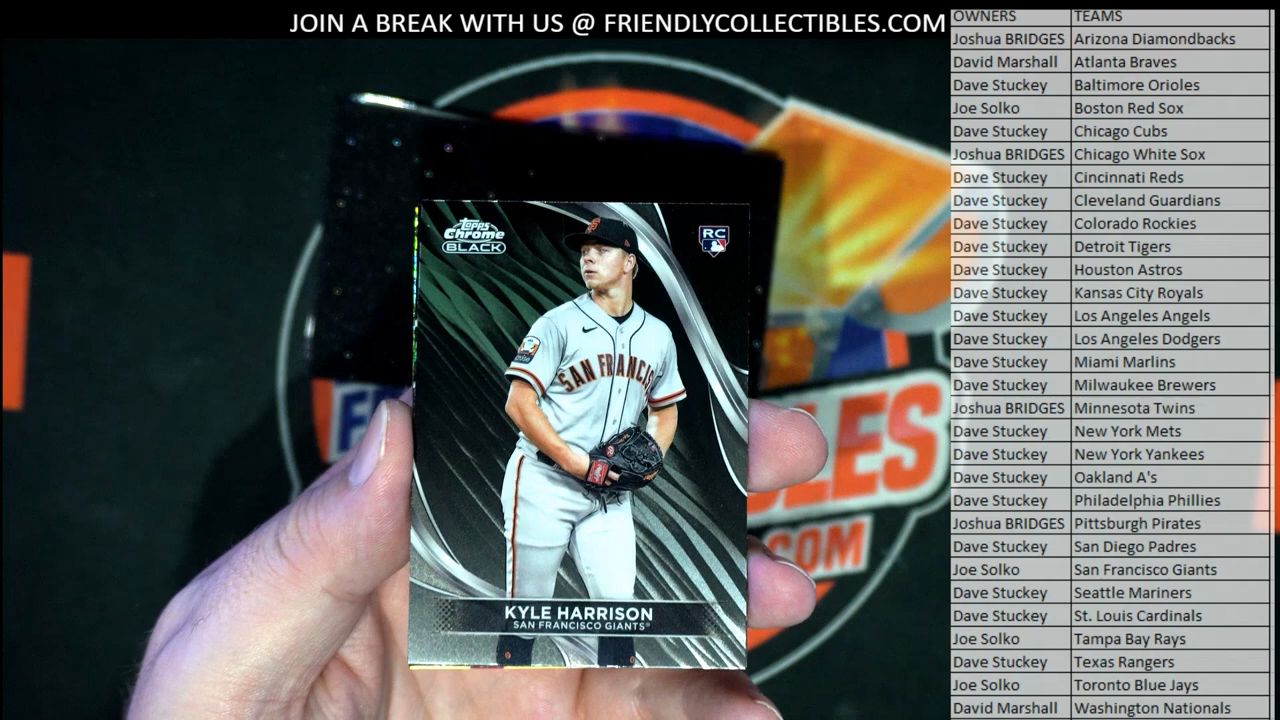 JOIN A BREAK WITH US @ FRIENDLYCOLLECTIBLES.COM
OWNERS TEAMS
Joshua BRIDGES Arizona Diamondbacks
David Marshall Atlanta Braves
Dave Stuckey Baltimore Orioles
Joe Solko Boston Red Sox
Dave Stuckey Chicago Cubs
Joshua BRIDGES Chicago White Sox
Dave Stuckey Cincinnati Reds
Dave Stuckey Cleveland Guardians
Dave Stuckey Colorado Rockies
Dave Stuckey Detroit Tigers
Dave Stuckey Houston Astros
Dave Stuckey Kansas City Royals
Dave Stuckey Los Angeles Angels
Dave Stuckey Los Angeles Dodgers
Dave Stuckey Miami Marlins
Dave Stuckey Milwaukee Brewers
Joshua BRIDGES Minnesota Twins
Dave Stuckey New York Mets
Dave Stuckey New York Yankees
Dave Stuckey Oakland A's
Dave Stuckey Philadelphia Phillies
Joshua BRIDGES Pittsburgh Pirates
Dave Stuckey San Diego Padres
Joe Solko San Francisco Giants
Dave Stuckey Seattle Mariners
Dave Stuckey St. Louis Cardinals
Joe Solko Tampa Bay Rays
Dave Stuckey Texas Rangers
Joe Solko Toronto Blue Jays
David Marshall Washington Nationals
Topps
Chrome
BLACK
RC
SAN FRANCIS
KYLE HARRISON
SAN FRANCISCO GIANTS®
.COM